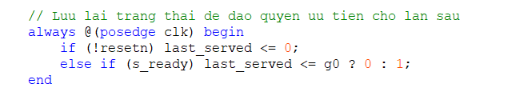 // Luu lai trang thai de dao quyen uu tien cho lan sau
always @(posedge clk) begin
    if (!resetn) last_served <= 0;
    else if (s_ready) last_served <= g0 ? 0 : 1;
end